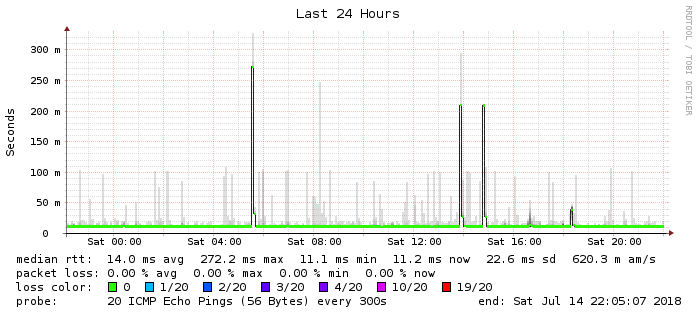 Last 24 Hours
RRDTOOL / TOBI OETIKER
Seconds
300 m
250 m
200 m
150 m
100 m
50 m
0
Sat 00:00 Sat 04:00 Sat 08:00 Sat 12:00 Sat 16:00 Sat 20:00
median rtt: 14.0 ms avg 272.2 ms max 11.1 ms min 11.2 ms now 22.6 ms sd 620.3 m am/s
packet loss: 0.00 % avg 0.00 % max 0.00 % min 0.00 % now
loss color: 0 1/20 2/20 3/20 4/20 10/20 19/20
probe: 20 ICMP Echo Pings (56 Bytes) every 300s end: Sat Jul 14 22:05:07 2018